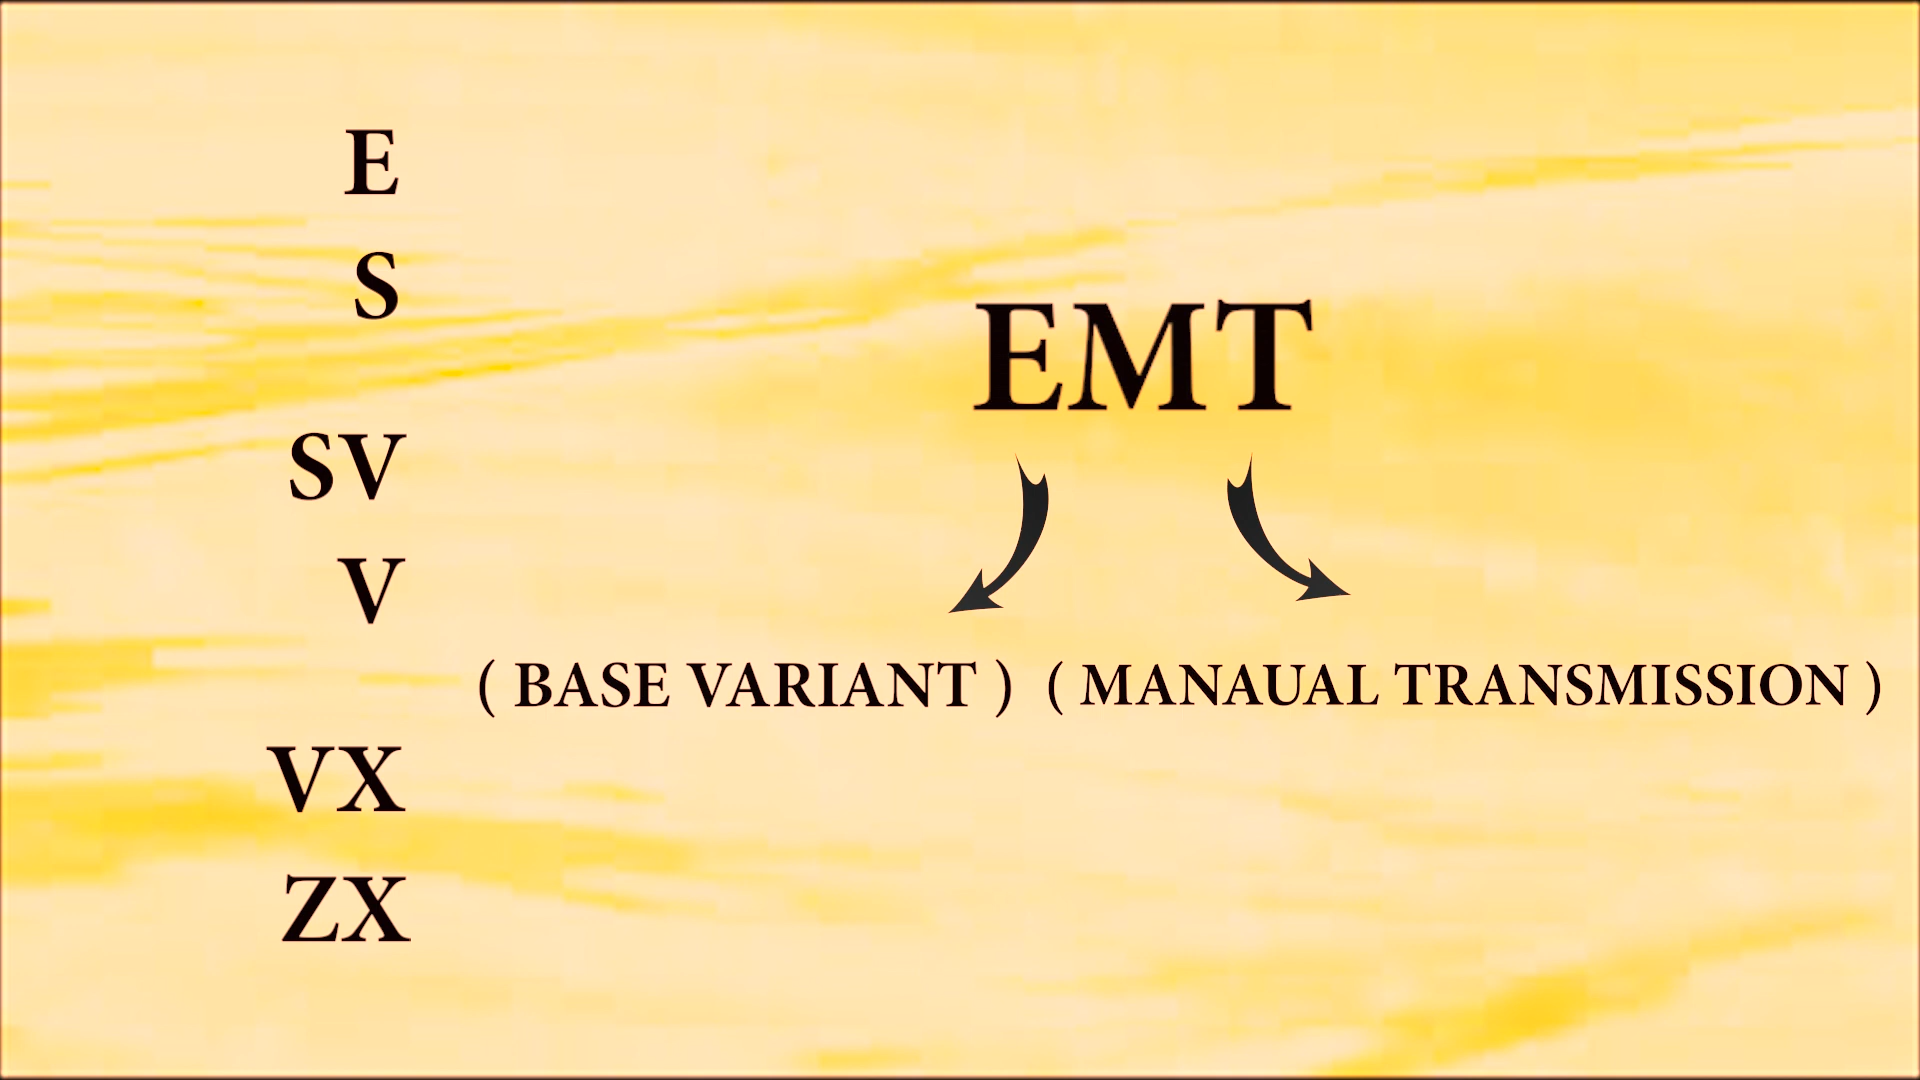 E
S
SV
V
VX
ZX
EMT
( BASE VARIANT ) ( MANAUAL TRANSMISSION )